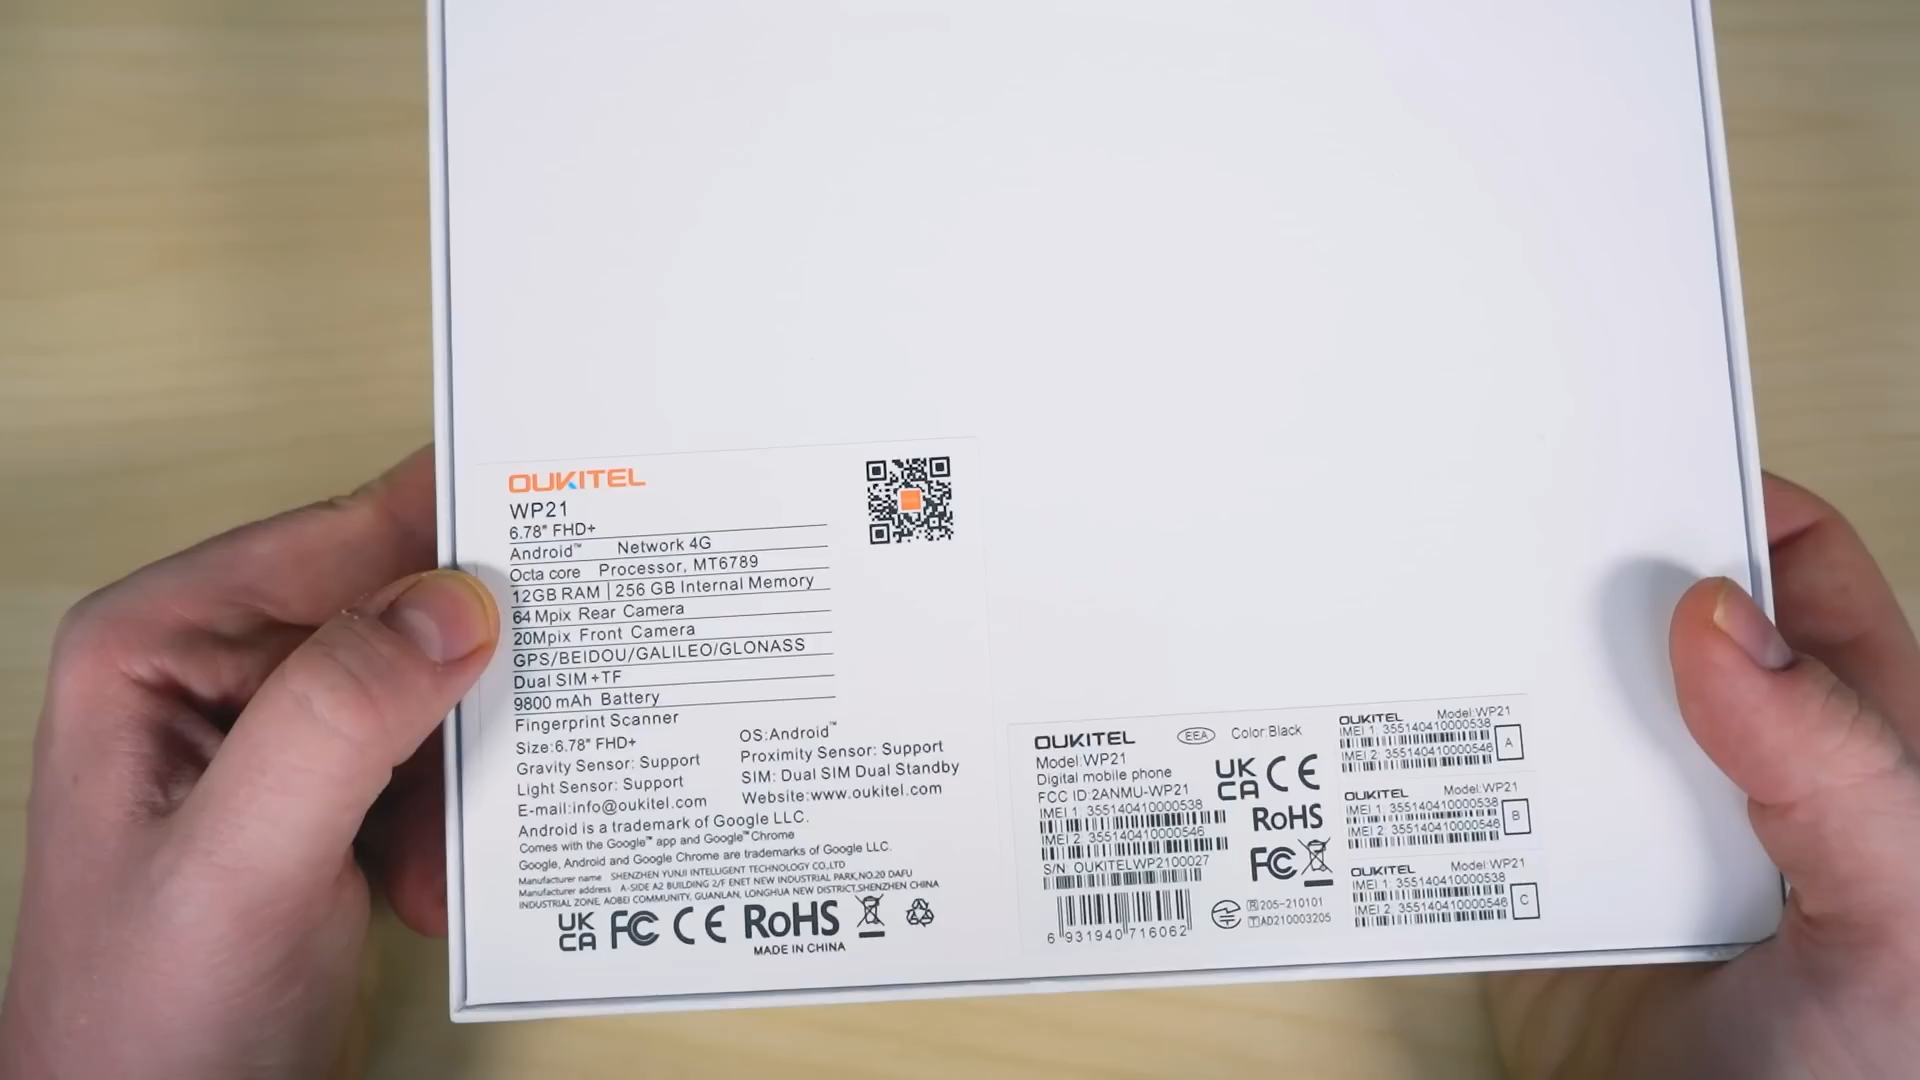 OUKITEL
WP21
6.78" FHD+
Android™ Network 4G
Octa core Processor, MT6789
12GB RAM | 256 GB Internal Memory
64 Mpix Rear Camera
20Mpix Front Camera
GPS/BEIDOU/GALILEO/GLONASS
Dual SIM+TF
9800 mAh Battery
Fingerprint Scanner
Size:6.78" FHD+
Gravity Sensor: Support
Light Sensor: Support
E-mail:info@oukitel.com
OS:Android™
Proximity Sensor: Support
SIM: Dual SIM Dual Standby
Website:www.oukitel.com
Android is a trademark of Google LLC.
Comes with the Google™ app and Google™ Chrome
Google, Android and Google Chrome are trademarks of Google LLC.
Manufacturer name SHENZHEN YUNJI INTELLIGENT TECHNOLOGY CO.,LTD
Manufacturer address A-SIDE A2 BUILDING 2/F ENET NEW INDUSTRIAL PARK,NO.20 DAFU
INDUSTRIAL ZONE, AOBEI COMMUNITY, GUANLAN, LONGHUA NEW DISTRICT,SHENZHEN CHINA
UK CA FC CE RoHS
MADE IN CHINA
OUKITEL EEA Color:Black
Model:WP21
Digital mobile phone
FCC ID:2ANMU-WP21
IMEI 1: 355140410000538
IMEI 2: 355140410000546
S/N: OUKITELWP2100027
6 931940 716062
UK CA CE
RoHS
FC
R 205-210101
T AD210003205
OUKITEL Model:WP21
IMEI 1: 355140410000538
IMEI 2: 355140410000546
A
OUKITEL Model:WP21
IMEI 1: 355140410000538
IMEI 2: 355140410000546
B
OUKITEL Model:WP21
IMEI 1: 355140410000538
IMEI 2: 355140410000546
C